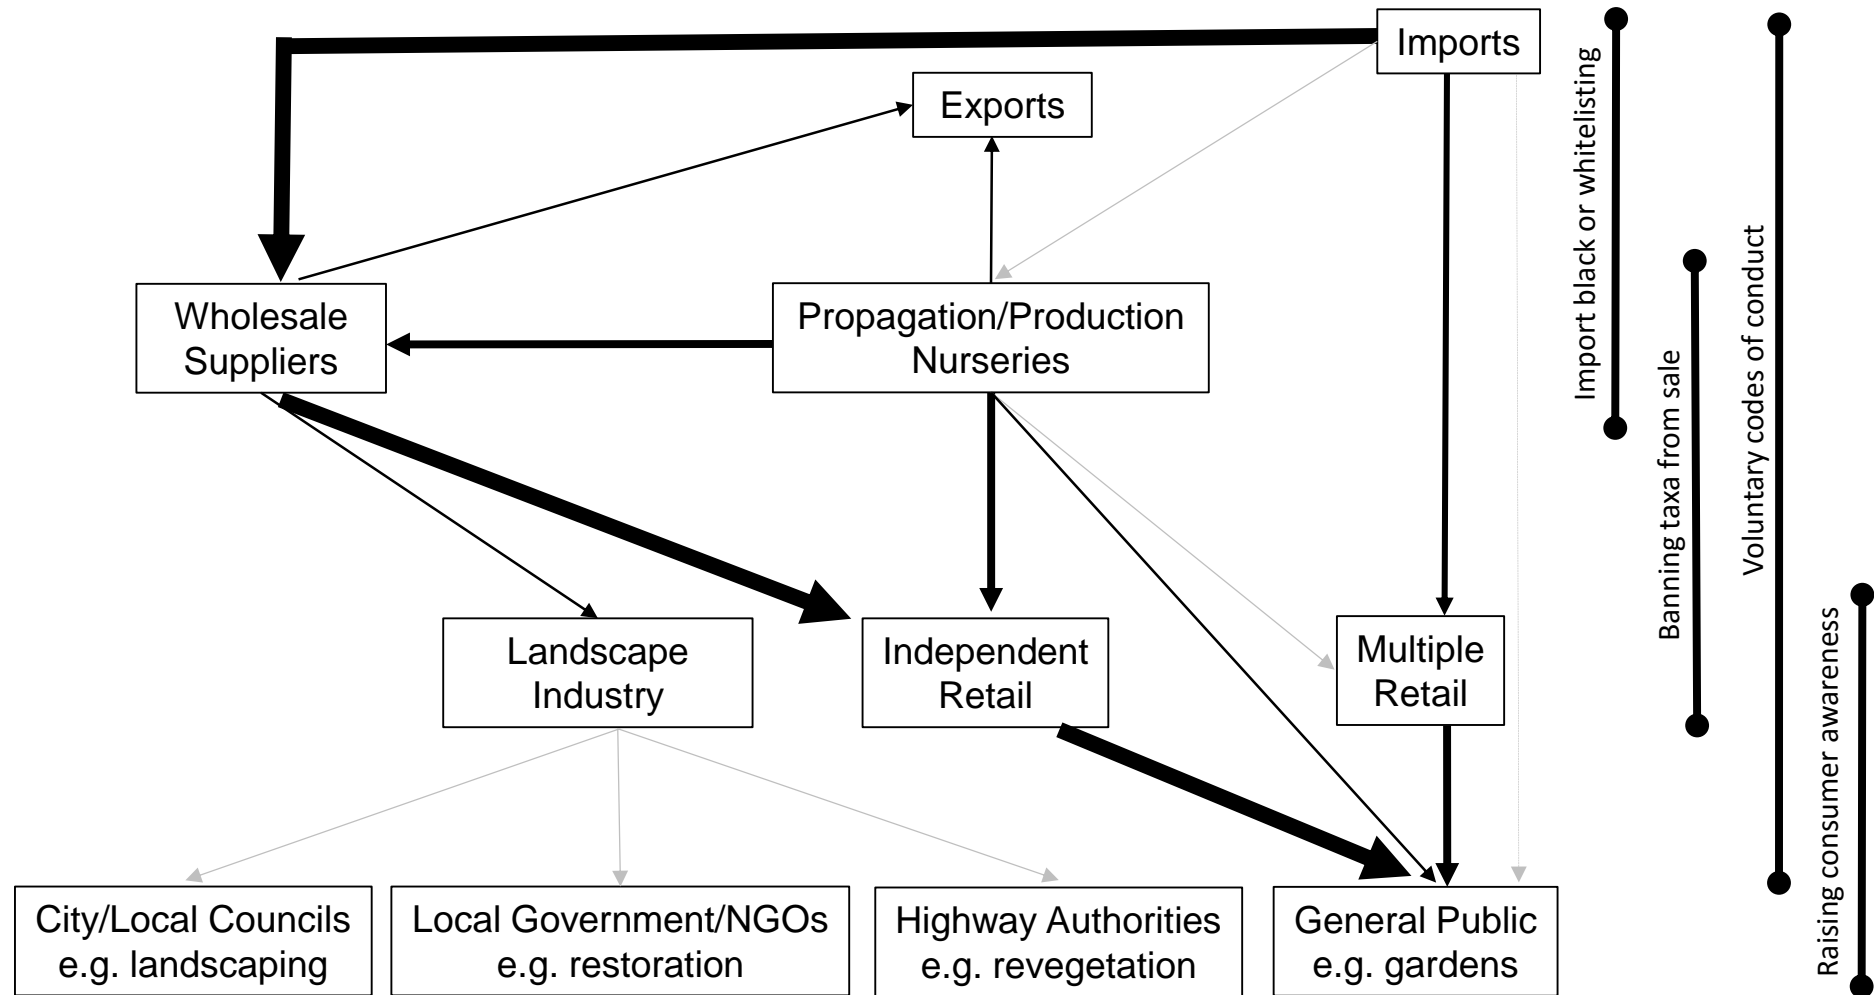 Imports
Exports
Wholesale
Suppliers
Propagation/Production
Nurseries
Landscape
Industry
Independent
Retail
Multiple
Retail
City/Local Councils
e.g. landscaping
Local Government/NGOs
e.g. restoration
Highway Authorities
e.g. revegetation
General Public
e.g. gardens
Import black or whitelisting
Banning taxa from sale
Voluntary codes of conduct
Raising consumer awareness